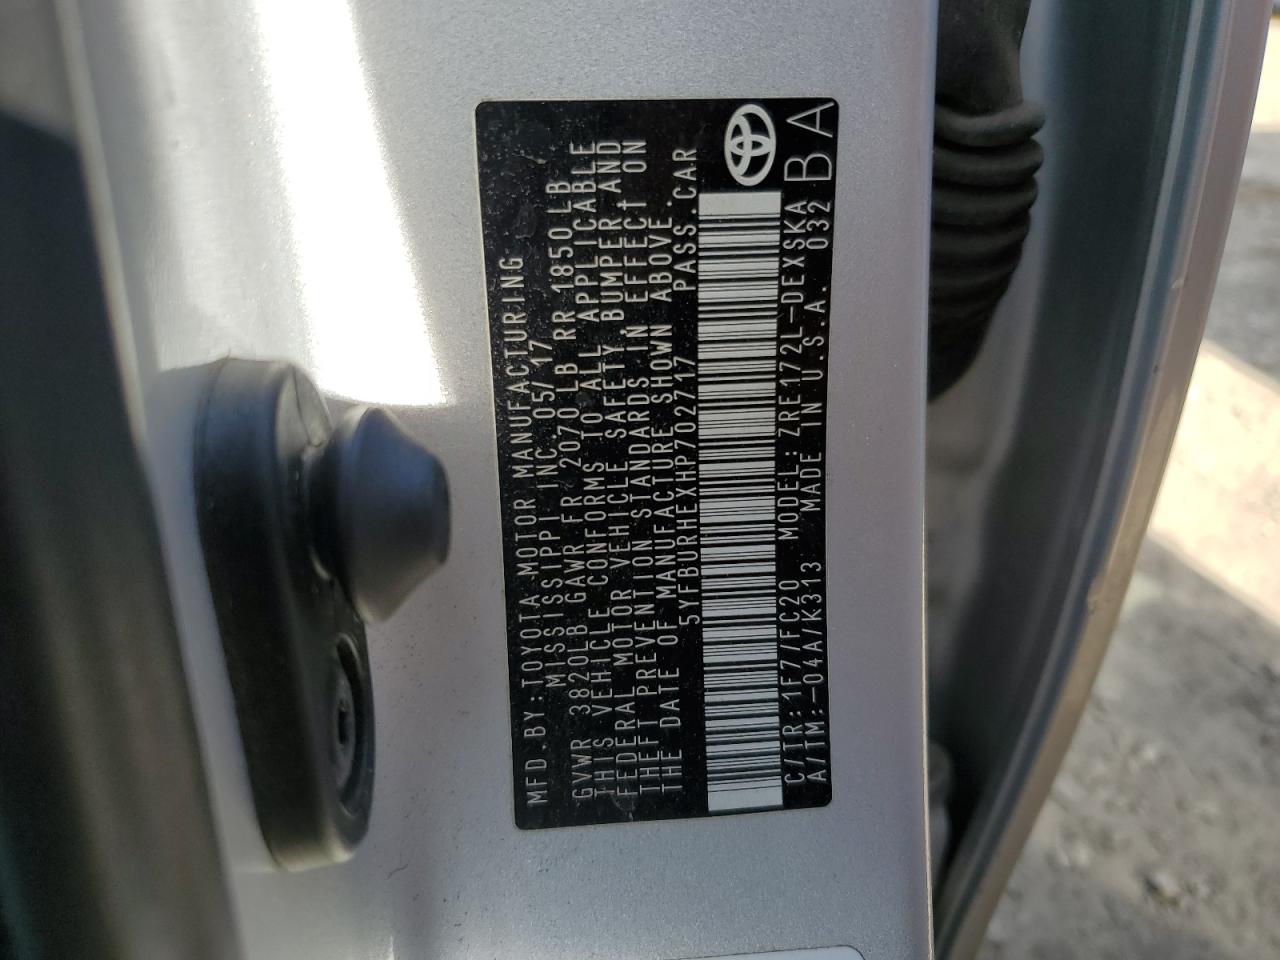 MFD.BY:TOYOTA MOTOR MANUFACTURING
MISSISSIPPI INC.05/17
GVWR 3820LB GAWR FR 2070LB RR 1850LB
THIS VEHICLE CONFORMS TO ALL APPLICABLE
FEDERAL MOTOR VEHICLE SAFETY,BUMPER,AND
THEFT PREVENTION STANDARDS IN EFFECT ON
THE DATE OF MANUFACTURE SHOWN ABOVE.
5YFBURHEXHP702717 PASS.CAR
C/TR:1F7/FC20 MODEL:ZRE172L-DEXSKA
A/TM:-04A/K313 MADE IN U.S.A. 032
BA